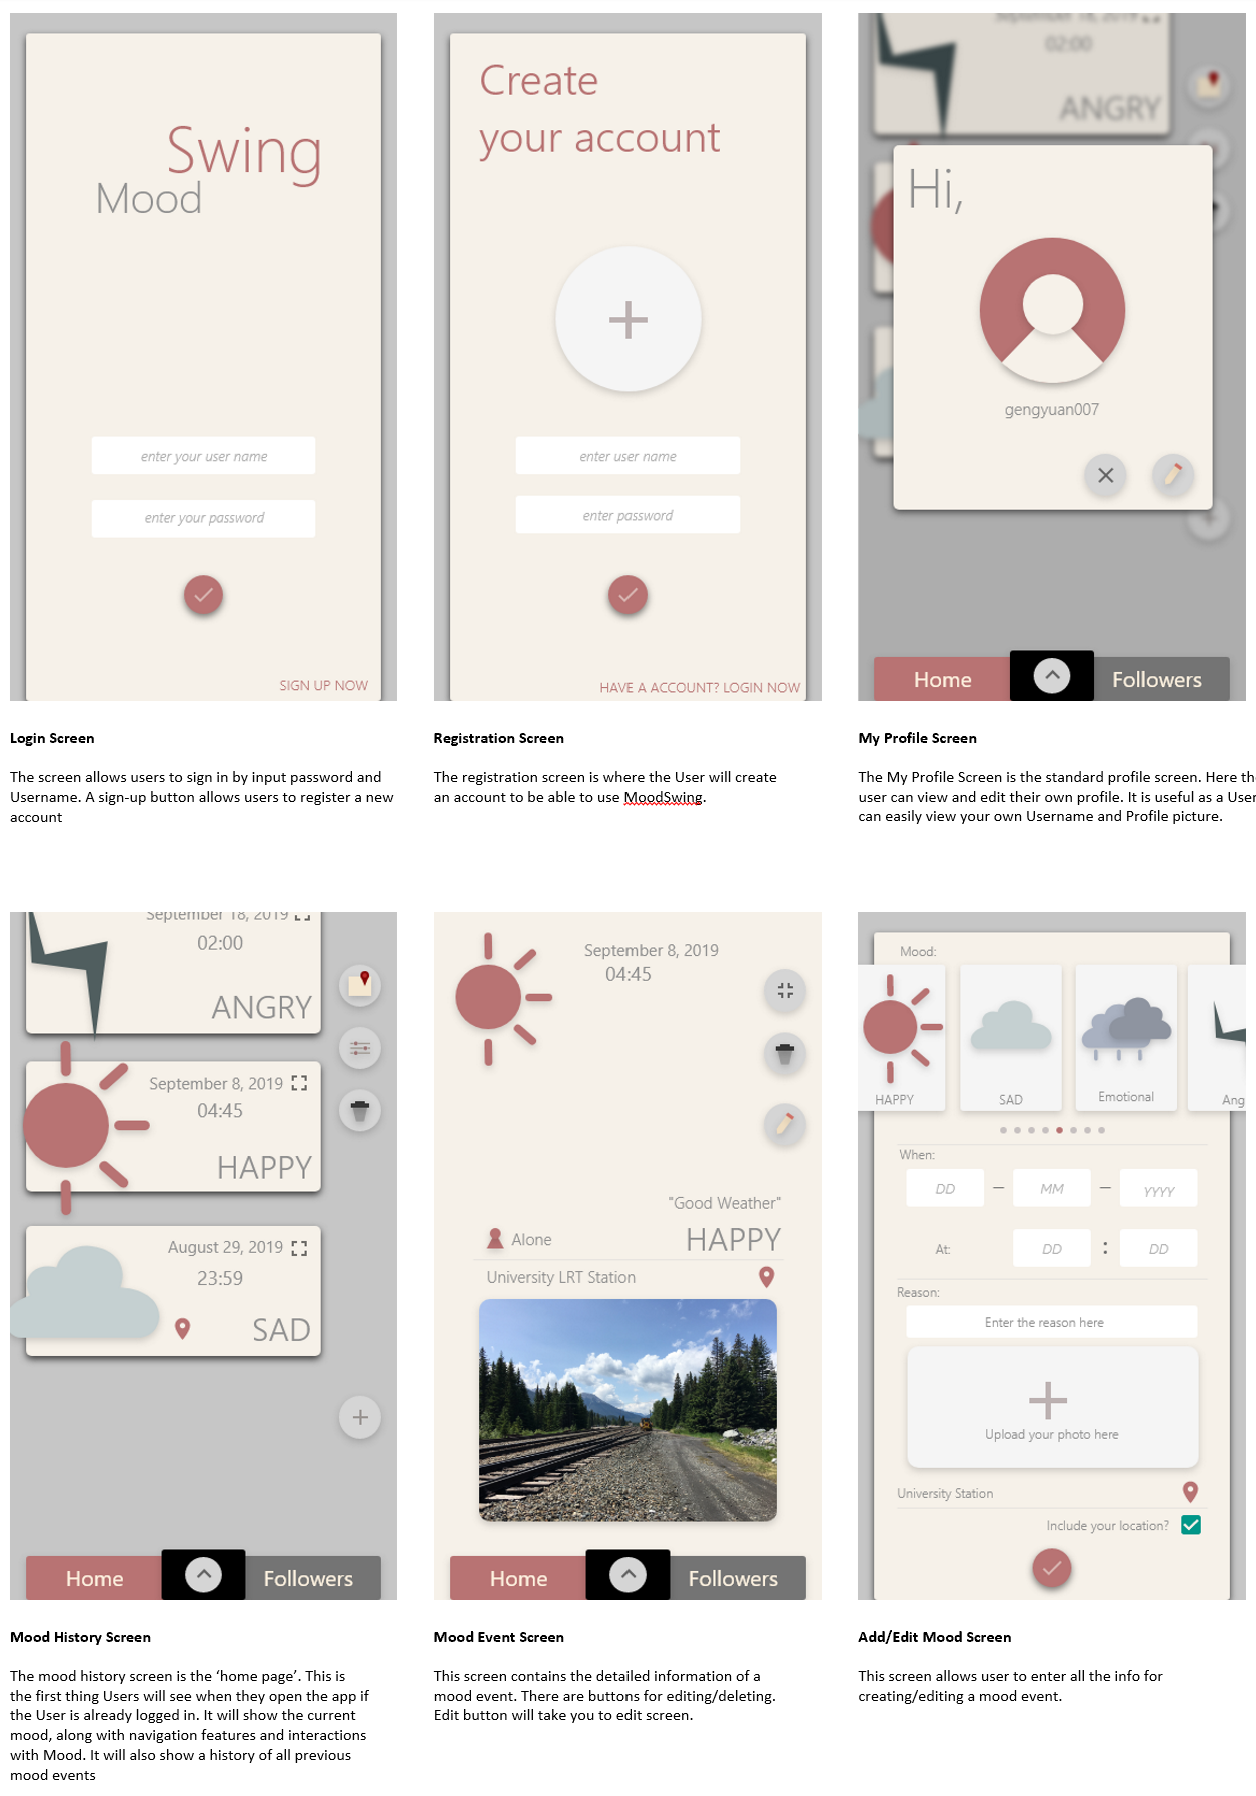 Swing
Mood
enter your user name
enter your password
SIGN UP NOW
Create
your account
enter user name
enter password
HAVE A ACCOUNT? LOGIN NOW
September 18, 2019
02:00
ANGRY
Hi,
gengyuan007
Home
Followers
Login Screen
The screen allows users to sign in by input password and
Username. A sign-up button allows users to register a new
account
Registration Screen
The registration screen is where the User will create
an account to be able to use MoodSwing.
My Profile Screen
The My Profile Screen is the standard profile screen. Here th
user can view and edit their own profile. It is useful as a User
can easily view your own Username and Profile picture.
September 18, 2019
02:00
ANGRY
September 8, 2019
04:45
HAPPY
August 29, 2019
23:59
SAD
Home
Followers
September 8, 2019
04:45
"Good Weather"
Alone
HAPPY
University LRT Station
Home
Followers
Mood:
HAPPY
SAD
Emotional
Ang
When:
DD
–
MM
–
YYYY
At:
DD
:
DD
Reason:
Enter the reason here
Upload your photo here
University Station
Include your location?
Mood History Screen
The mood history screen is the ‘home page’. This is
the first thing Users will see when they open the app if
the User is already logged in. It will show the current
mood, along with navigation features and interactions
with Mood. It will also show a history of all previous
mood events
Mood Event Screen
This screen contains the detailed information of a
mood event. There are buttons for editing/deleting.
Edit button will take you to edit screen.
Add/Edit Mood Screen
This screen allows user to enter all the info for
creating/editing a mood event.